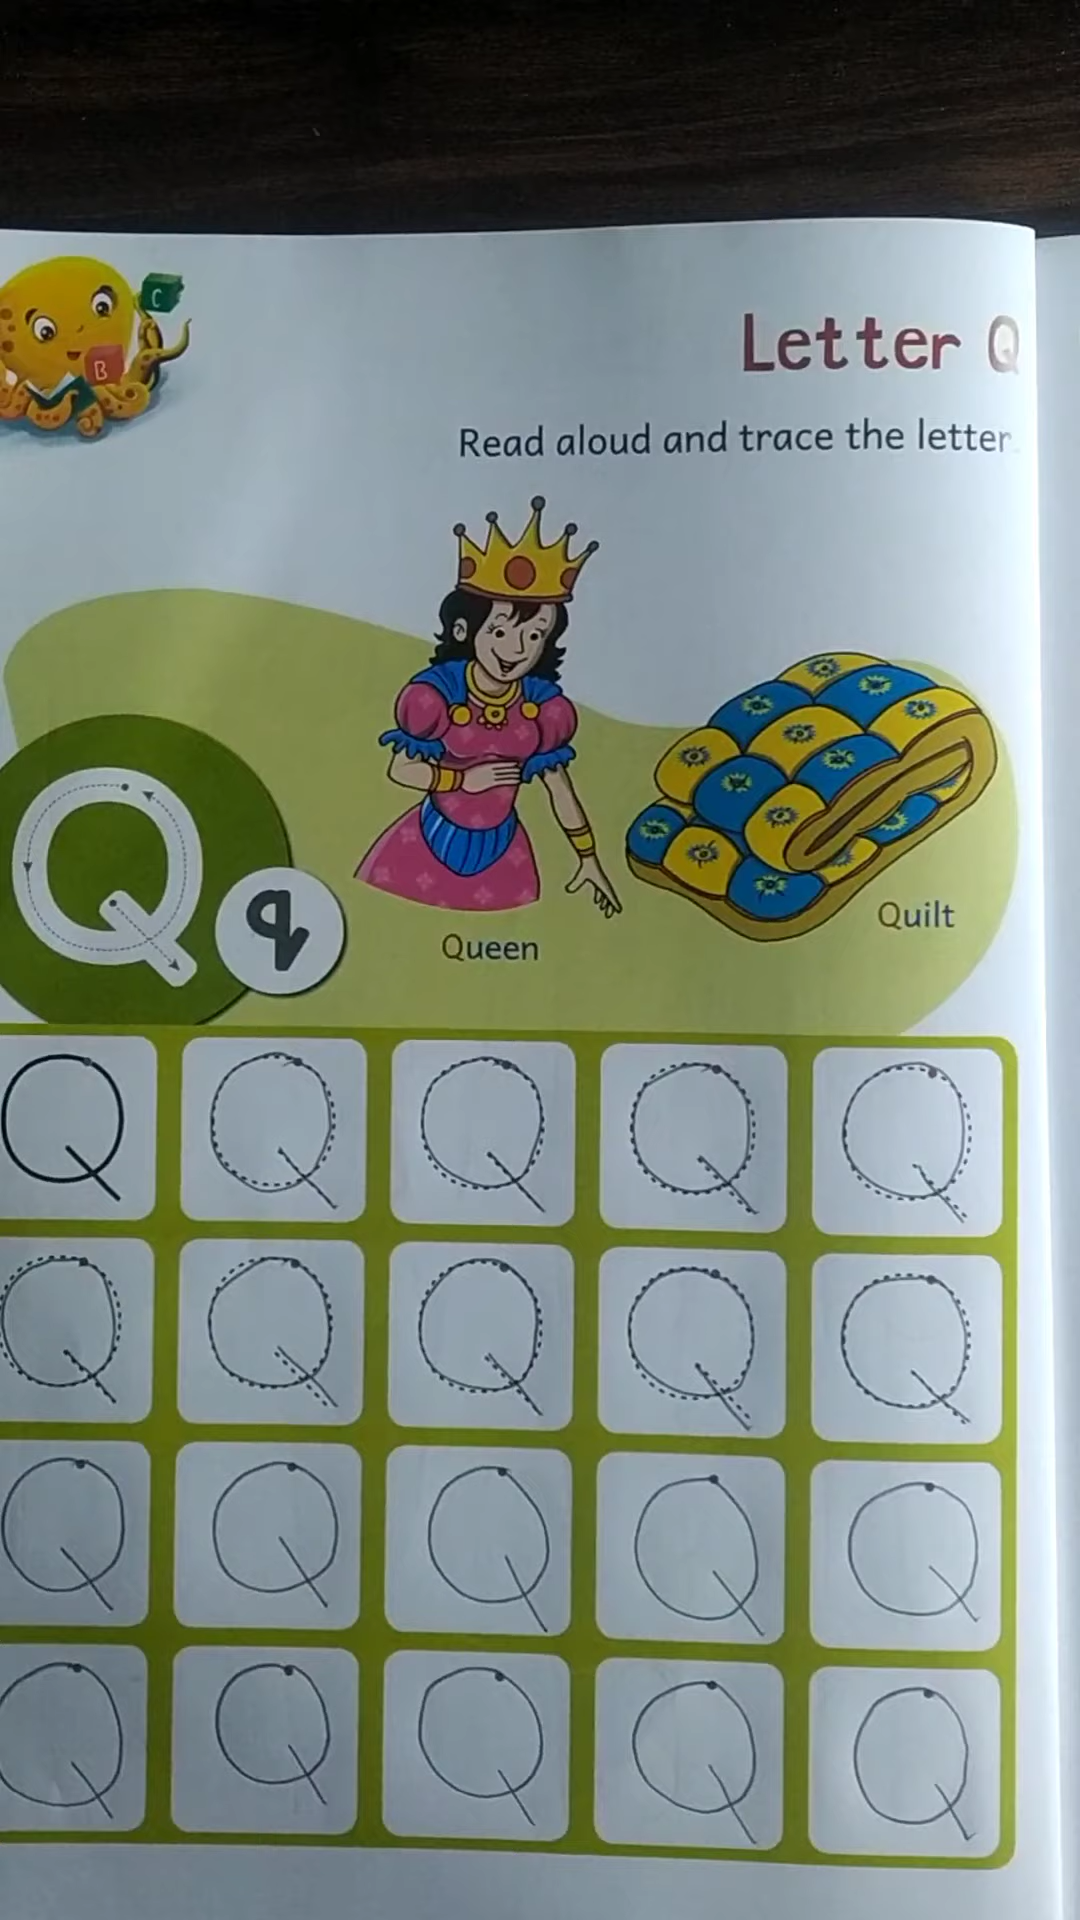 C
B
Letter Q
Read aloud and trace the letter
Q
q
Queen
Quilt
Q Q Q Q Q
Q Q Q Q Q
Q Q Q Q Q
Q Q Q Q Q